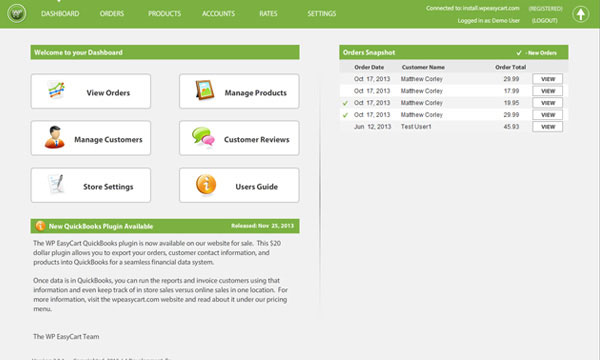 DASHBOARD ORDERS PRODUCTS ACCOUNTS RATES SETTINGS
Connected to: install.wpeasycart.com (REGISTERED)
Logged in as: Demo User (LOGOUT)
Welcome to your Dashboard
View Orders
Manage Products
Manage Customers
Customer Reviews
Store Settings
Users Guide
New QuickBooks Plugin Available Released: Nov 25, 2013
The WP EasyCart QuickBooks plugin is now available on our website for sale. This $20
dollar plugin allows you to export your orders, customer contact information, and
products into QuickBooks for a seamless financial data system.
Once data is in QuickBooks, you can run the reports and invoice customers using that
information and even keep track of in store sales versus online sales in one location. For
more information, visit the wpeasycart.com website and read about it under our pricing
menu.
The WP EasyCart Team
Orders Snapshot ✓ - New Orders
Order Date Customer Name Order Total
Oct 17, 2013 Matthew Corley 29.99 VIEW
Oct 17, 2013 Matthew Corley 17.99 VIEW
✓ Oct 17, 2013 Matthew Corley 19.95 VIEW
✓ Oct 17, 2013 Matthew Corley 29.99 VIEW
Jun 12, 2013 Test User1 45.93 VIEW